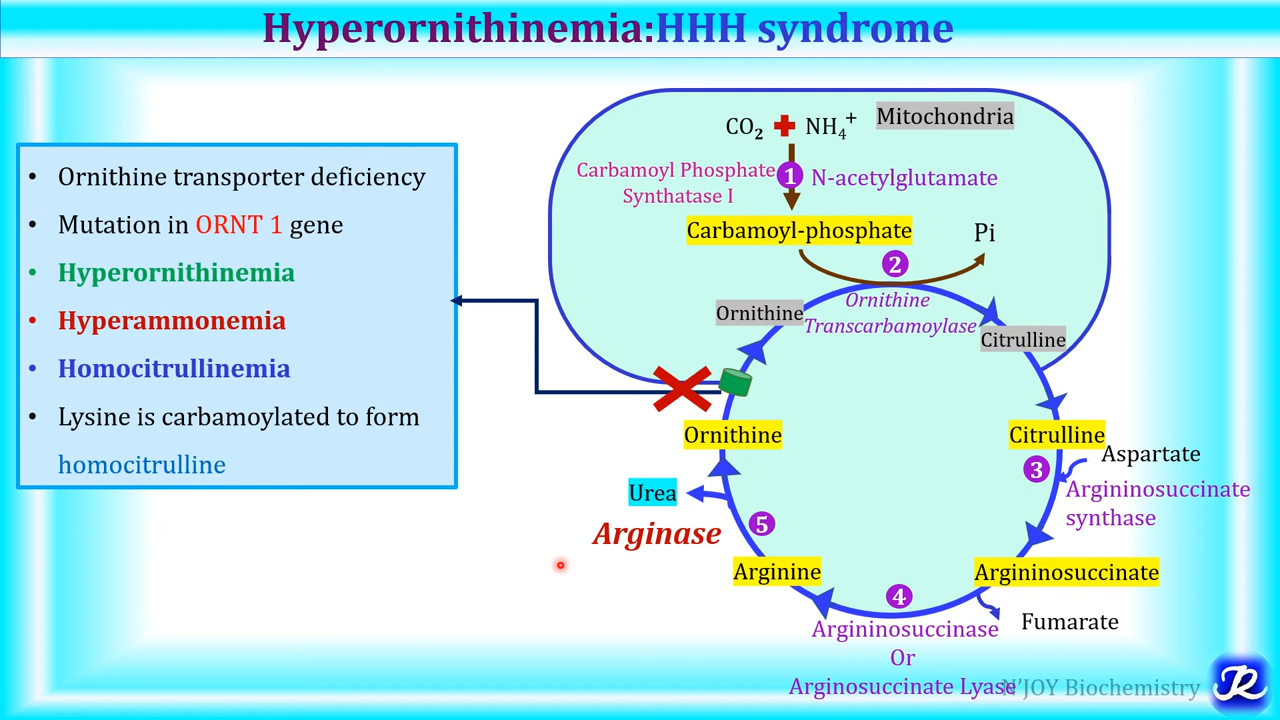 Hyperornithinemia:HHH syndrome
• Ornithine transporter deficiency
• Mutation in ORNT 1 gene
• Hyperornithinemia
• Hyperammonemia
• Homocitrullinemia
• Lysine is carbamoylated to form
homocitrulline
CO₂ + NH₄⁺
Mitochondria
Carbamoyl Phosphate
Synthatase I
1
N-acetylglutamate
Carbamoyl-phosphate
Pi
2
Ornithine
Ornithine
Transcarbamoylase
Citrulline
Ornithine
Citrulline
Aspartate
3
Argininosuccinate
synthase
Urea
Arginase
5
Arginine
Argininosuccinate
4
Fumarate
Argininosuccinase
Or
Arginosuccinate Lyase
N'JOY Biochemistry
JR